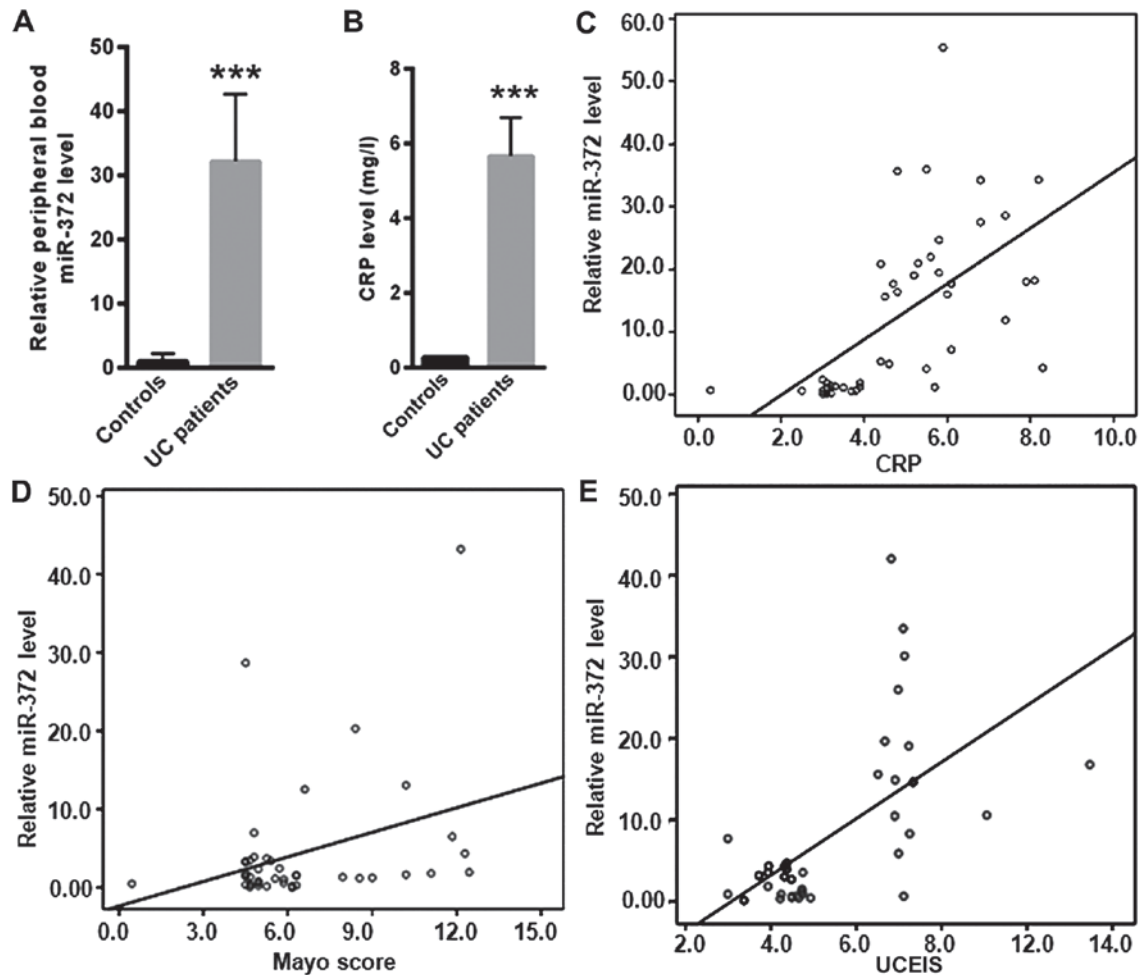 A
Relative peripheral blood
miR-372 level
50
40
30
20
10
0
***
Controls
UC patients
B
CRP level (mg/l)
8
6
4
2
0
***
Controls
UC patients
C
Relative miR-372 level
60.0
50.0
40.0
30.0
20.0
10.0
0.00
0.0 2.0 4.0 6.0 8.0 10.0
CRP
D
Relative miR-372 level
50.0
40.0
30.0
20.0
10.0
0.00
0.0 3.0 6.0 9.0 12.0 15.0
Mayo score
E
Relative miR-372 level
50.0
40.0
30.0
20.0
10.0
0.00
2.0 4.0 6.0 8.0 10.0 12.0 14.0
UCEIS